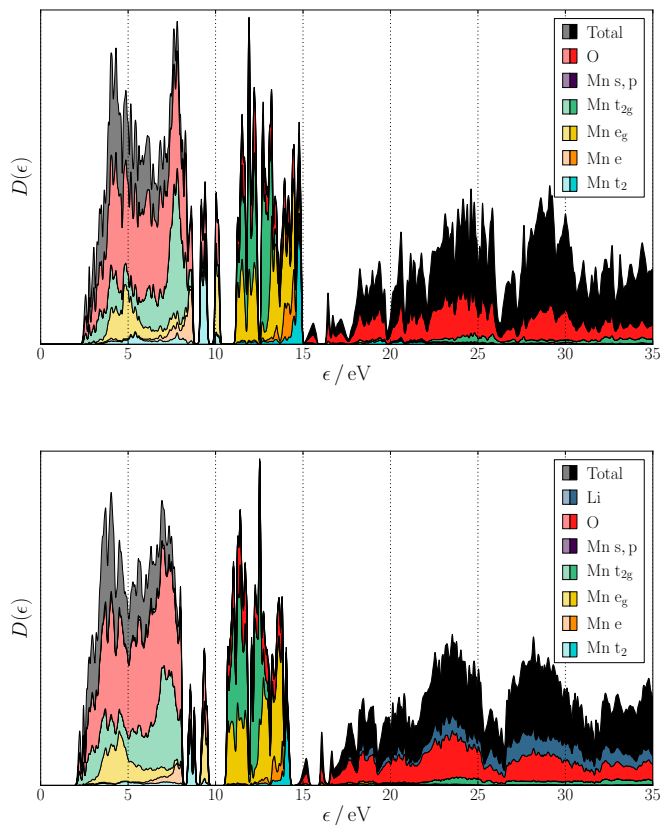 D(ϵ)
Total
O
Mn s, p
Mn t₂g
Mn eg
Mn e
Mn t₂
0 5 10 15 20 25 30 35
ϵ / eV
D(ϵ)
Total
Li
O
Mn s, p
Mn t₂g
Mn eg
Mn e
Mn t₂
0 5 10 15 20 25 30 35
ϵ / eV